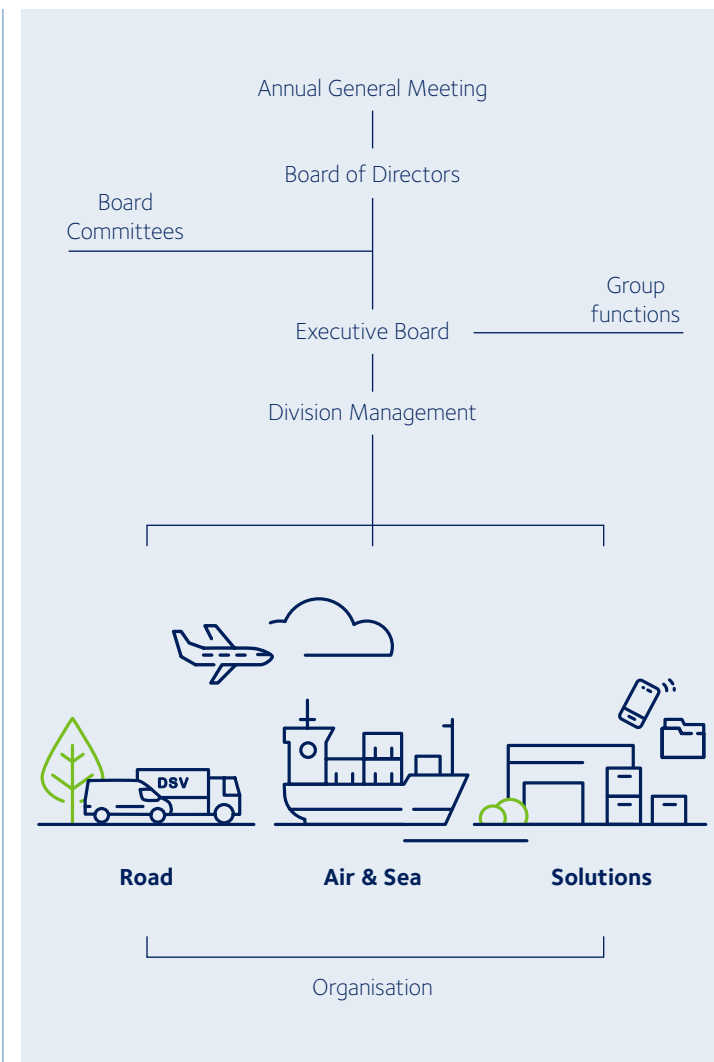 Annual General Meeting
Board of Directors
Board
Committees
Group
functions
Executive Board
Division Management
DSV
Road
Air & Sea
Solutions
Organisation